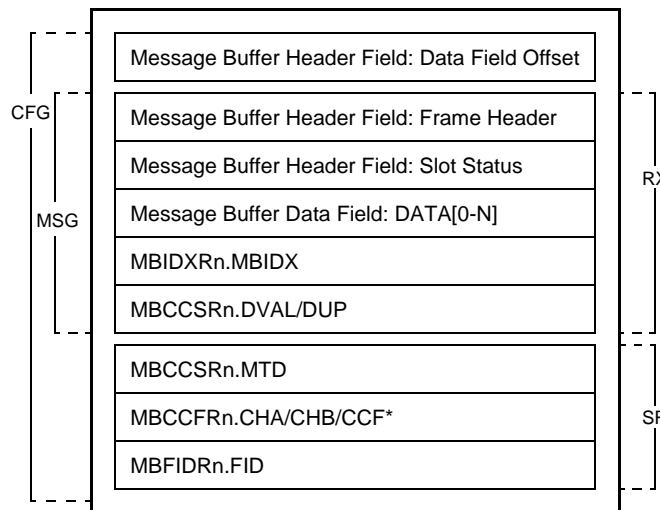 Message Buffer Header Field: Data Field Offset
CFG
Message Buffer Header Field: Frame Header
Message Buffer Header Field: Slot Status
RX
MSG
Message Buffer Data Field: DATA[0-N]
MBIDXRn.MBIDX
MBCCSRn.DVAL/DUP
MBCCSRn.MTD
MBCCFRn.CHA/CHB/CCF*
MBFIDRn.FID